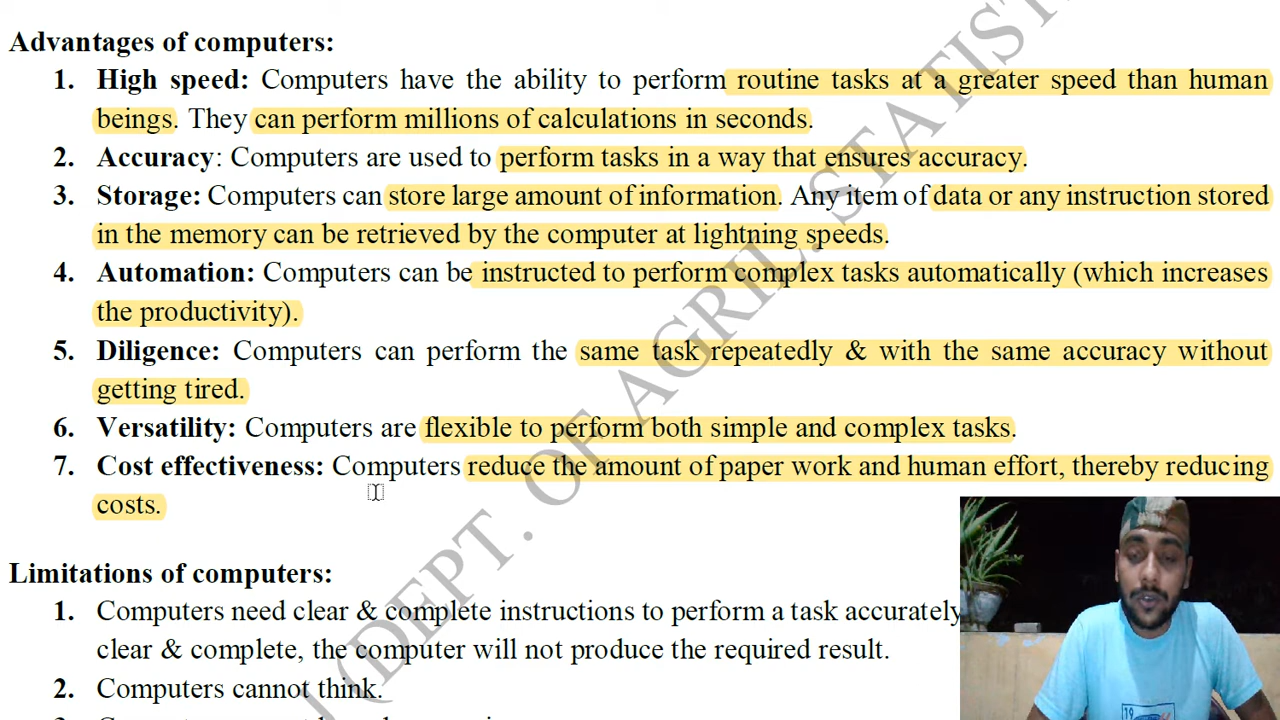 Advantages of computers:
1. High speed: Computers have the ability to perform routine tasks at a greater speed than human
beings. They can perform millions of calculations in seconds.
2. Accuracy: Computers are used to perform tasks in a way that ensures accuracy.
3. Storage: Computers can store large amount of information. Any item of data or any instruction stored
in the memory can be retrieved by the computer at lightning speeds.
4. Automation: Computers can be instructed to perform complex tasks automatically (which increases
the productivity).
5. Diligence: Computers can perform the same task repeatedly & with the same accuracy without
getting tired.
6. Versatility: Computers are flexible to perform both simple and complex tasks.
7. Cost effectiveness: Computers reduce the amount of paper work and human effort, thereby reducing
costs.
Limitations of computers:
1. Computers need clear & complete instructions to perform a task accurately
clear & complete, the computer will not produce the required result.
2. Computers cannot think.
(DEPT. OF AGRIL. STATIST
19